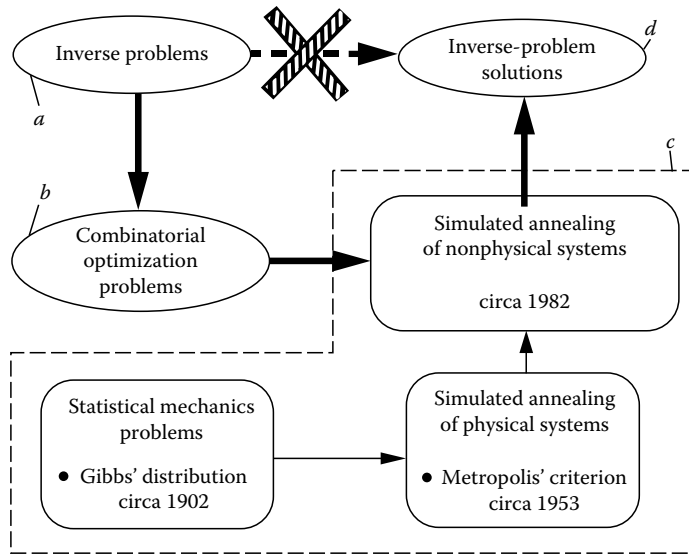 Inverse problems
Inverse-problem
solutions
d
a
c
b
Combinatorial
optimization
problems
Simulated annealing
of nonphysical systems
circa 1982
Statistical mechanics
problems
● Gibbs’ distribution
circa 1902
Simulated annealing
of physical systems
● Metropolis’ criterion
circa 1953